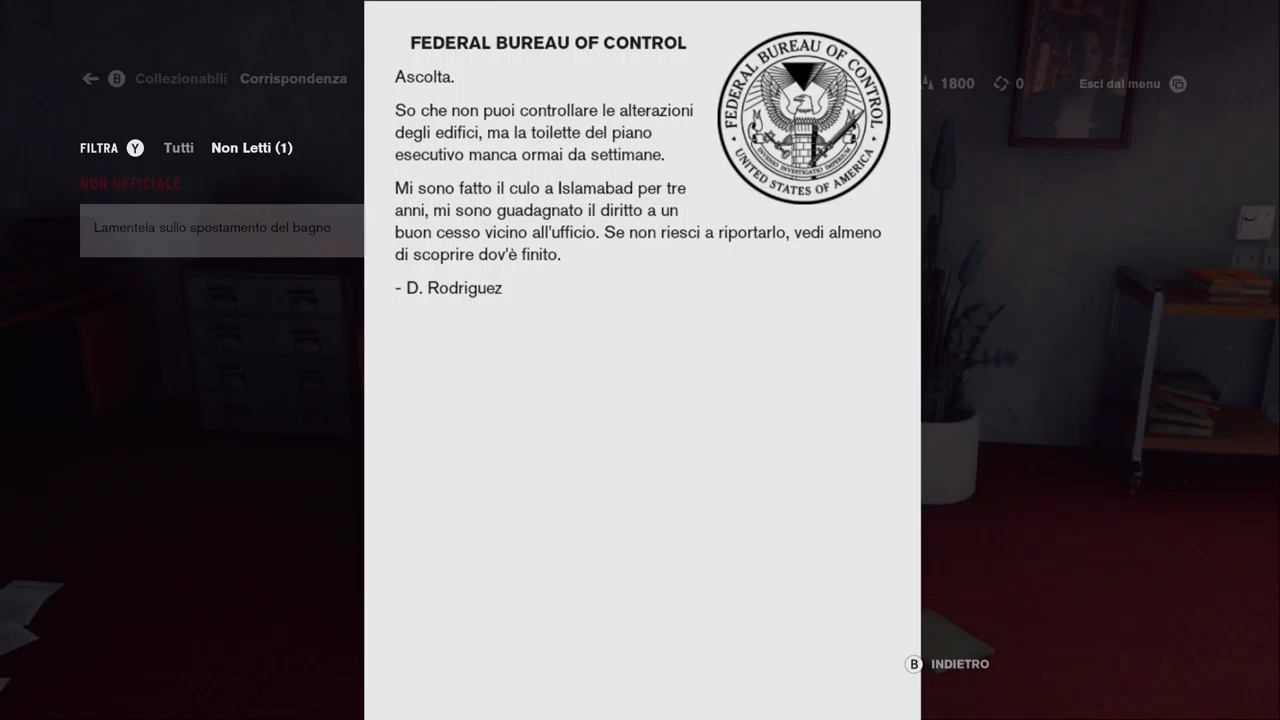 FEDERAL BUREAU OF CONTROL
Ascolta.
So che non puoi controllare le alterazioni
degli edifici, ma la toilette del piano
esecutivo manca ormai da settimane.
Mi sono fatto il culo a Islamabad per tre
anni, mi sono guadagnato il diritto a un
buon cesso vicino all'ufficio. Se non riesci a riportarlo, vedi almeno
di scoprire dov'è finito.
- D. Rodriguez
FEDERAL BUREAU OF CONTROL
UNITED STATES OF AMERICA
B Collezionabili / Corrispondenza
1800 0 Esci dal menu
FILTRA Y Tutti Non Letti (1)
NON UFFICIALE
Lamentela sullo spostamento del bagno
B INDIETRO